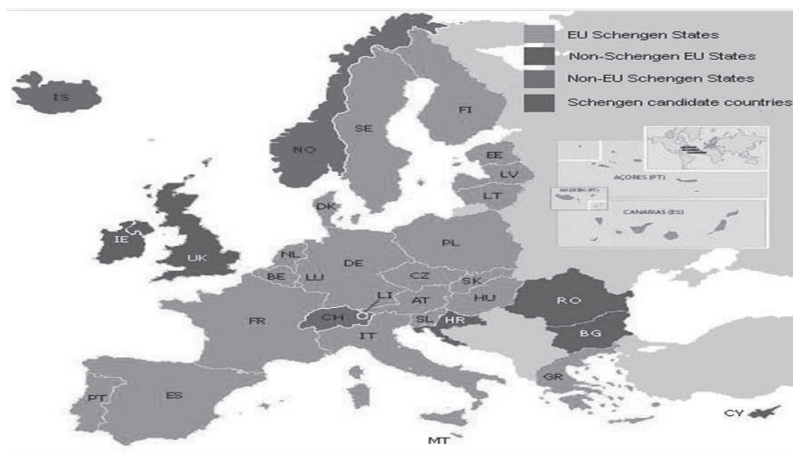 EU Schengen States
Non-Schengen EU States
Non-EU Schengen States
Schengen candidate countries
IS
FI
SE
NO
EE
AÇORES (PT)
LV
MADEIRA (PT)
LT
DK
CANARIAS (ES)
IE
UK
PL
NL
DE
BE
LU
CZ
SK
LI
AT
HU
RO
FR
CH
SL
HR
BG
IT
GR
PT
ES
CY
MT